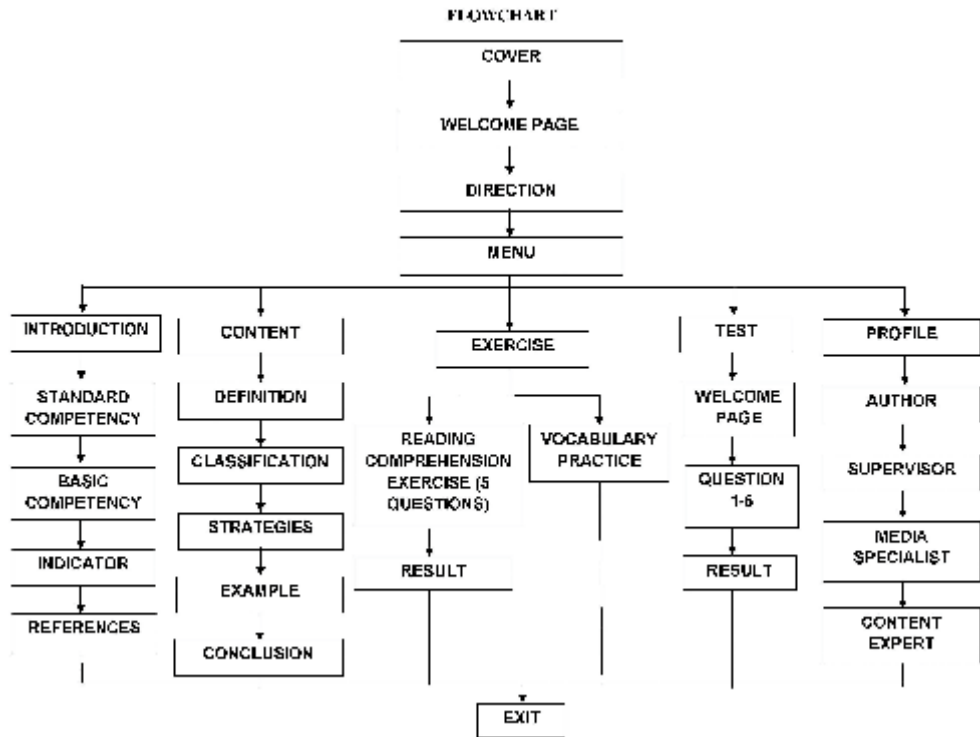 FLOWCHART
COVER
WELCOME PAGE
DIRECTION
MENU
INTRODUCTION
STANDARD
COMPETENCY
BASIC
COMPETENCY
INDICATOR
REFERENCES
CONTENT
DEFINITION
CLASSIFICATION
STRATEGIES
EXAMPLE
CONCLUSION
EXERCISE
READING
COMPREHENSION
EXERCISE (5
QUESTIONS)
RESULT
VOCABULARY
PRACTICE
TEST
WELCOME
PAGE
QUESTION
1-5
RESULT
PROFILE
AUTHOR
SUPERVISOR
MEDIA
SPECIALIST
CONTENT
EXPERT
EXIT